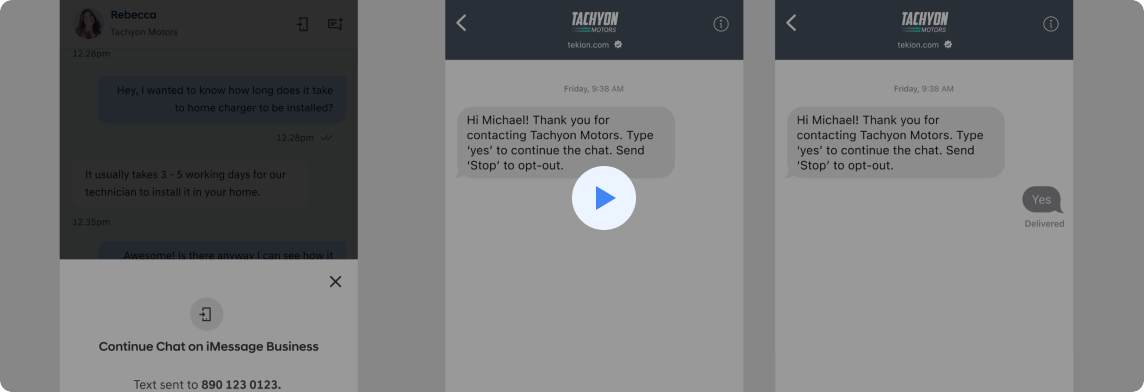 Rebecca
Tachyon Motors
12.28pm
Hey, I wanted to know how long does it take
to home charger to be installed?
12.28pm
It usually takes 3 - 5 working days for our
technician to install it in your home.
12.35pm
Awesome! Is there anyway I can see how it
Continue Chat on iMessage Business
Text sent to 890 123 0123.
TACHYON
MOTORS
tekion.com
Friday, 9:38 AM
Hi Michael! Thank you for
contacting Tachyon Motors. Type
‘yes’ to continue the chat. Send
‘Stop’ to opt-out.
TACHYON
MOTORS
tekion.com
Friday, 9:38 AM
Hi Michael! Thank you for
contacting Tachyon Motors. Type
‘yes’ to continue the chat. Send
‘Stop’ to opt-out.
Yes
Delivered